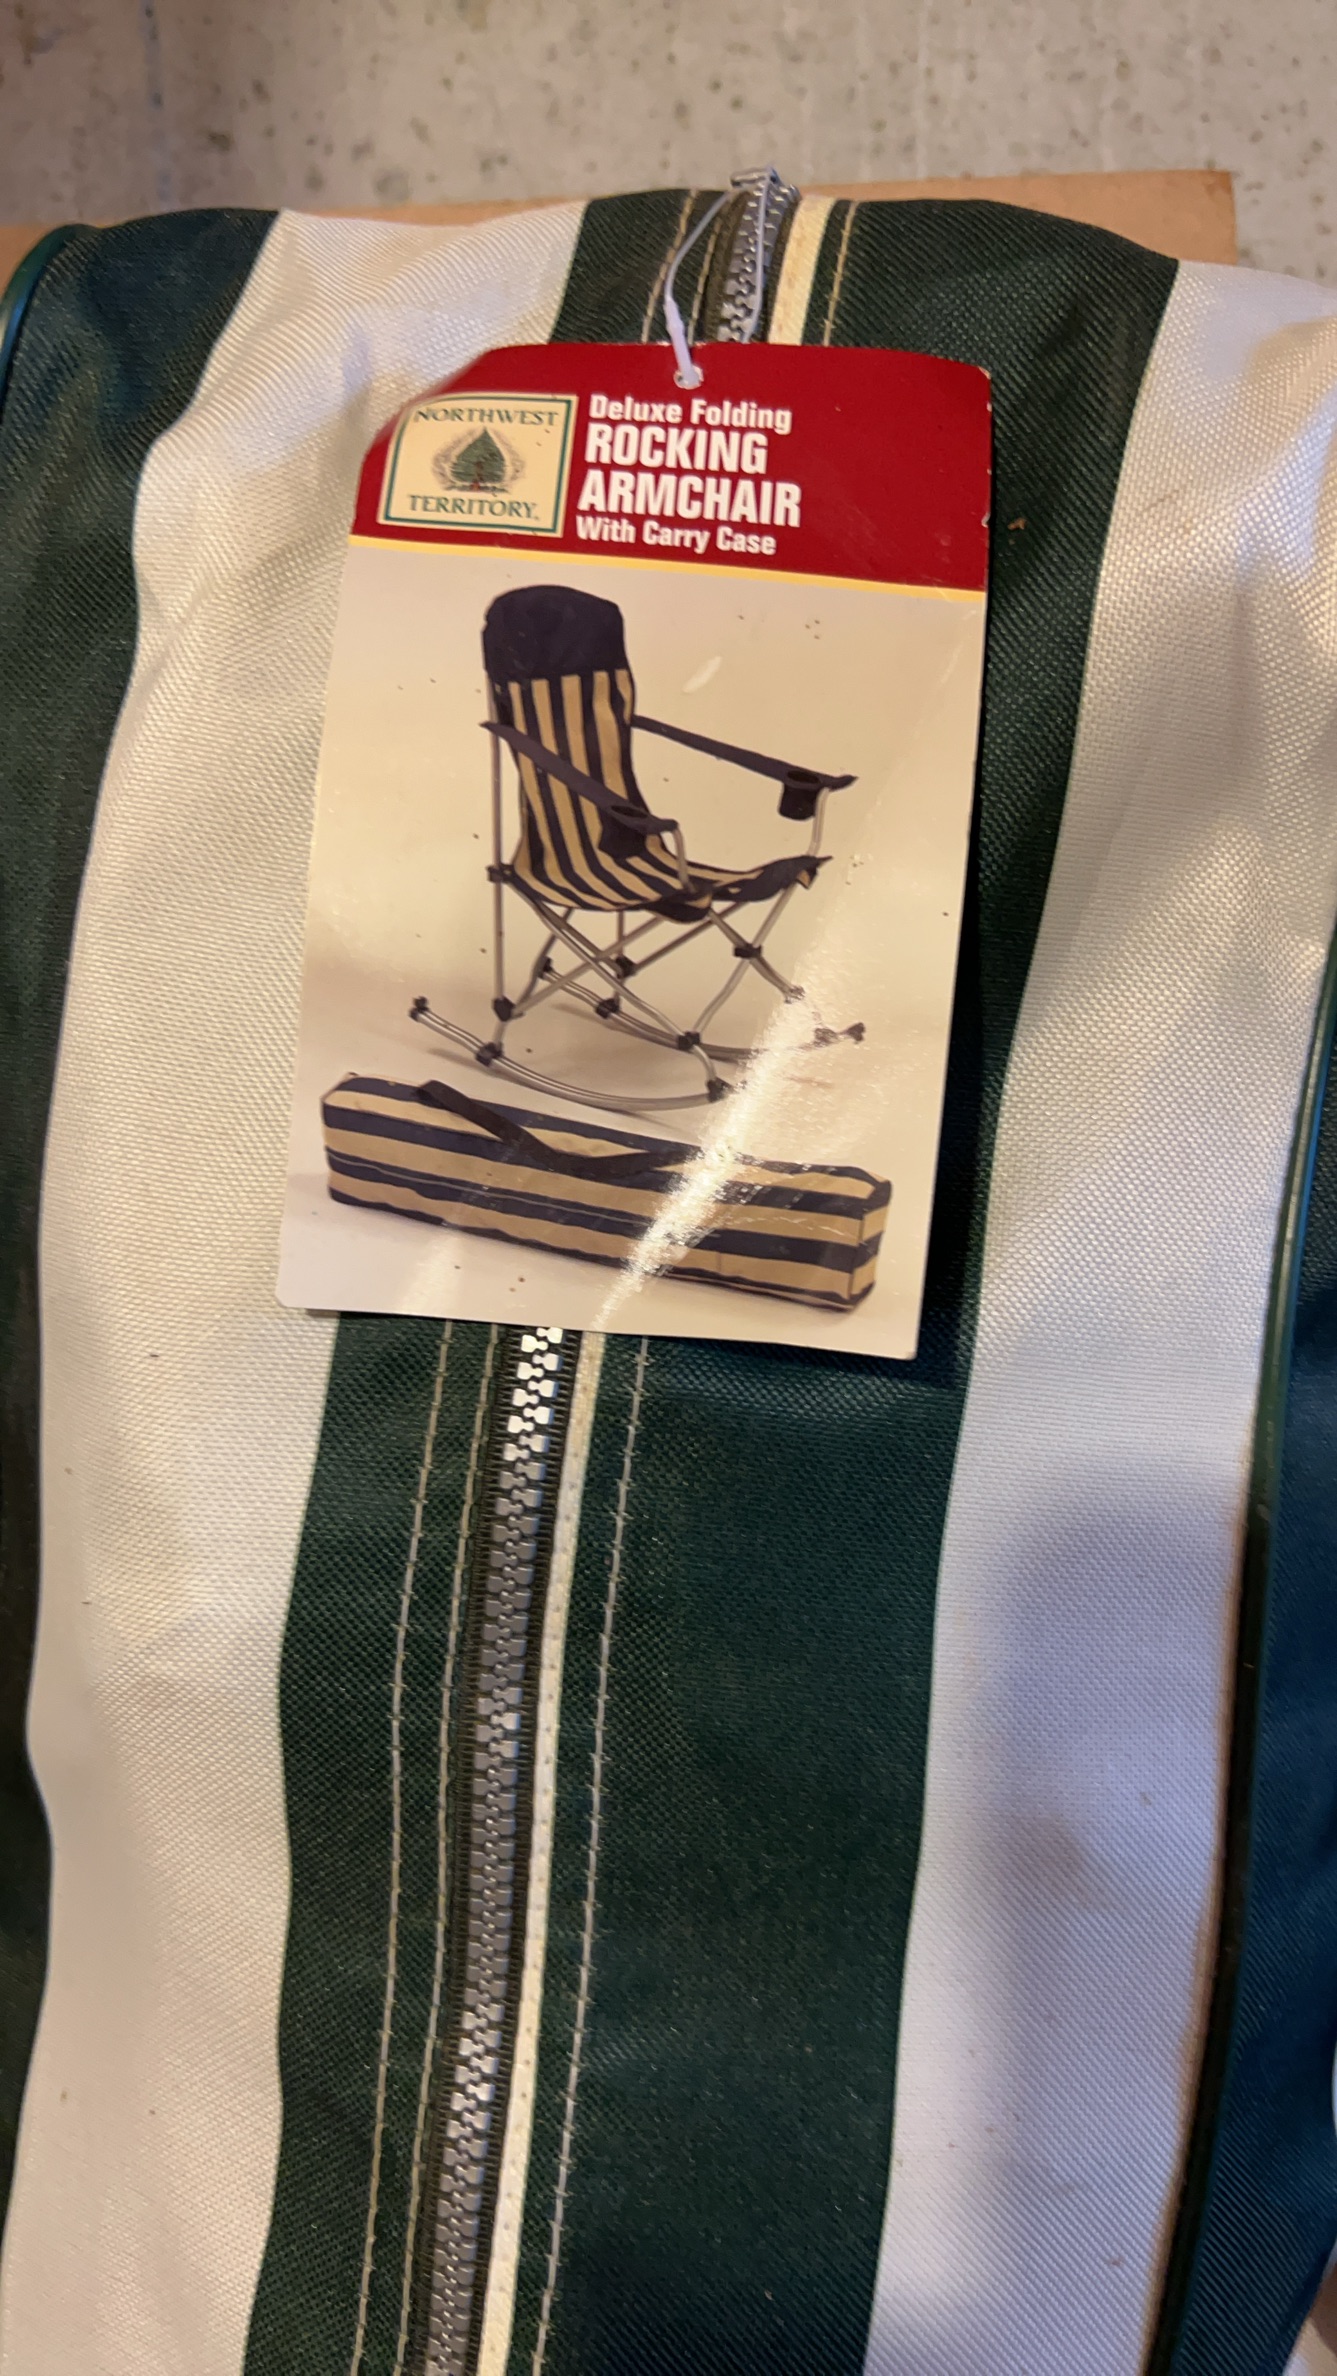 NORTHWEST
TERRITORY.
Deluxe Folding
ROCKING
ARMCHAIR
With Carry Case